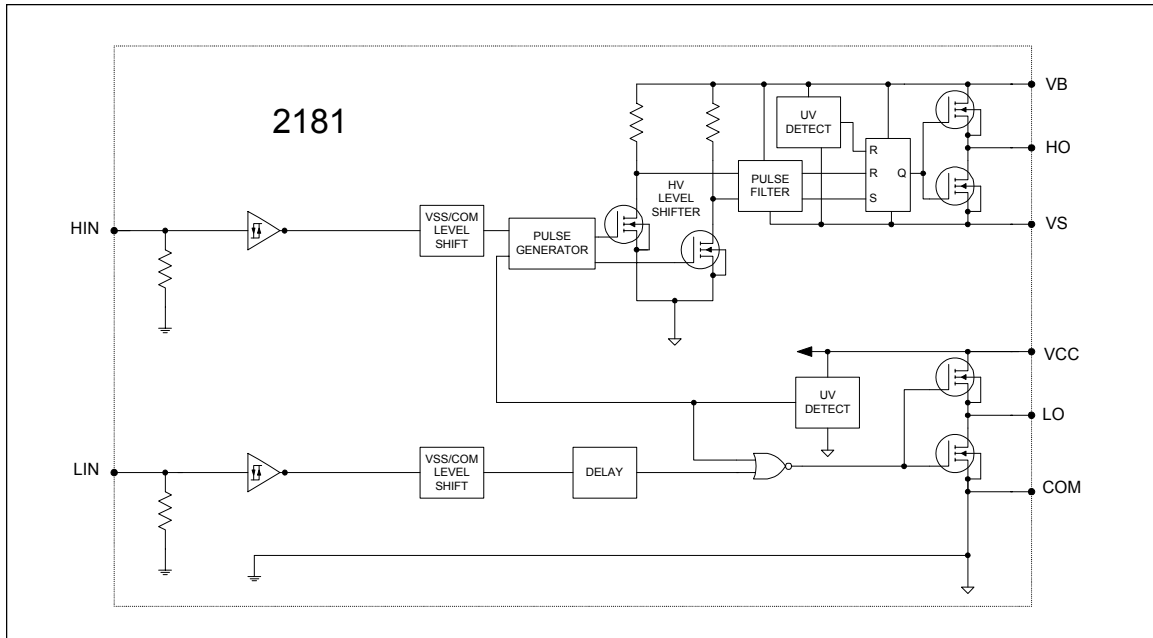 2181
VB
UV
DETECT
HO
R
R
Q
S
PULSE
FILTER
HV
LEVEL
SHIFTER
VS
HIN
VSS/COM
LEVEL
SHIFT
PULSE
GENERATOR
VCC
UV
DETECT
LO
LIN
VSS/COM
LEVEL
SHIFT
DELAY
COM